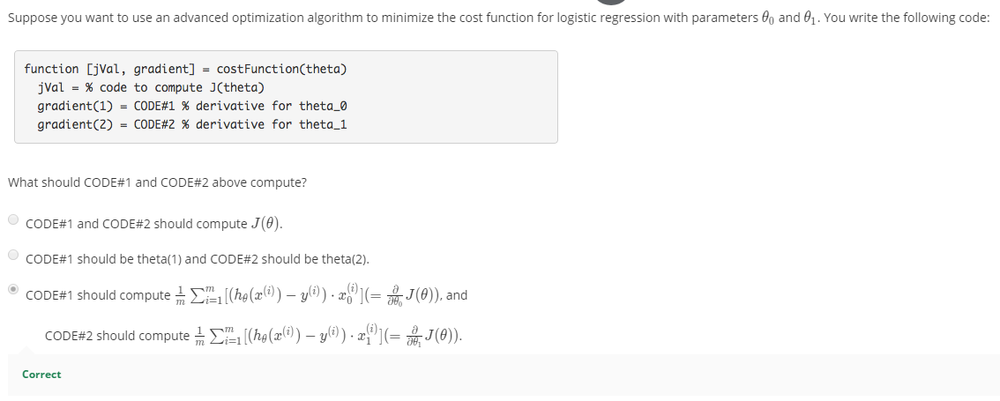 Suppose you want to use an advanced optimization algorithm to minimize the cost function for logistic regression with parameters θ₀ and θ₁. You write the following code:
function [jVal, gradient] = costFunction(theta)
jVal = % code to compute J(theta)
gradient(1) = CODE#1 % derivative for theta_0
gradient(2) = CODE#2 % derivative for theta_1
What should CODE#1 and CODE#2 above compute?
CODE#1 and CODE#2 should compute J(θ).
CODE#1 should be theta(1) and CODE#2 should be theta(2).
CODE#1 should compute $\frac{1}{m}\sum_{i=1}^{m}[(h_\theta(x^{(i)}) - y^{(i)}) \cdot x_0^{(i)}](= \frac{\partial}{\partial\theta_0}J(\theta))$, and
CODE#2 should compute $\frac{1}{m}\sum_{i=1}^{m}[(h_\theta(x^{(i)}) - y^{(i)}) \cdot x_1^{(i)}](= \frac{\partial}{\partial\theta_1}J(\theta))$.
Correct